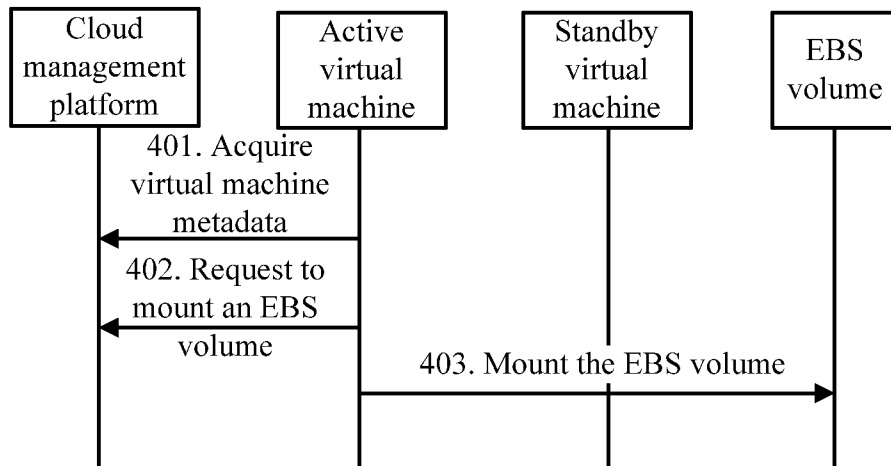 Cloud
management
platform
Active
virtual
machine
Standby
virtual
machine
EBS
volume
401. Acquire
virtual machine
metadata
402. Request to
mount an EBS
volume
403. Mount the EBS volume